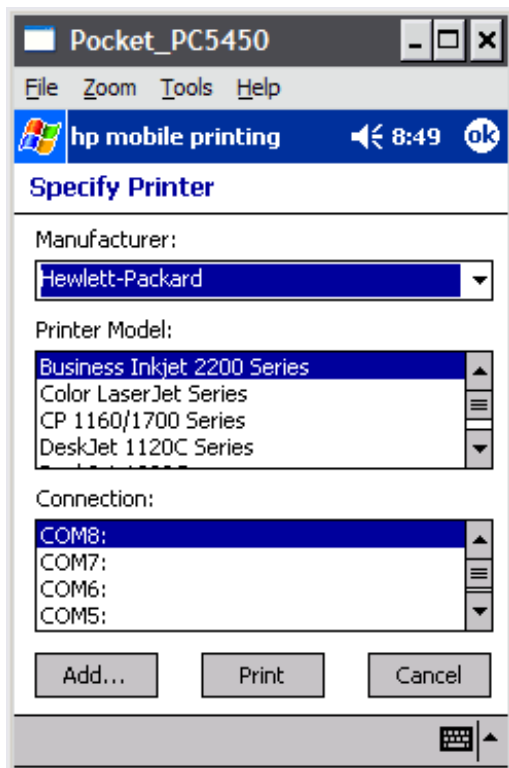 Pocket_PC5450
File Zoom Tools Help
hp mobile printing 8:49 ok
Specify Printer
Manufacturer:
Hewlett-Packard
Printer Model:
Business Inkjet 2200 Series
Color LaserJet Series
CP 1160/1700 Series
DeskJet 1120C Series
Connection:
COM8:
COM7:
COM6:
COM5:
Add... Print Cancel